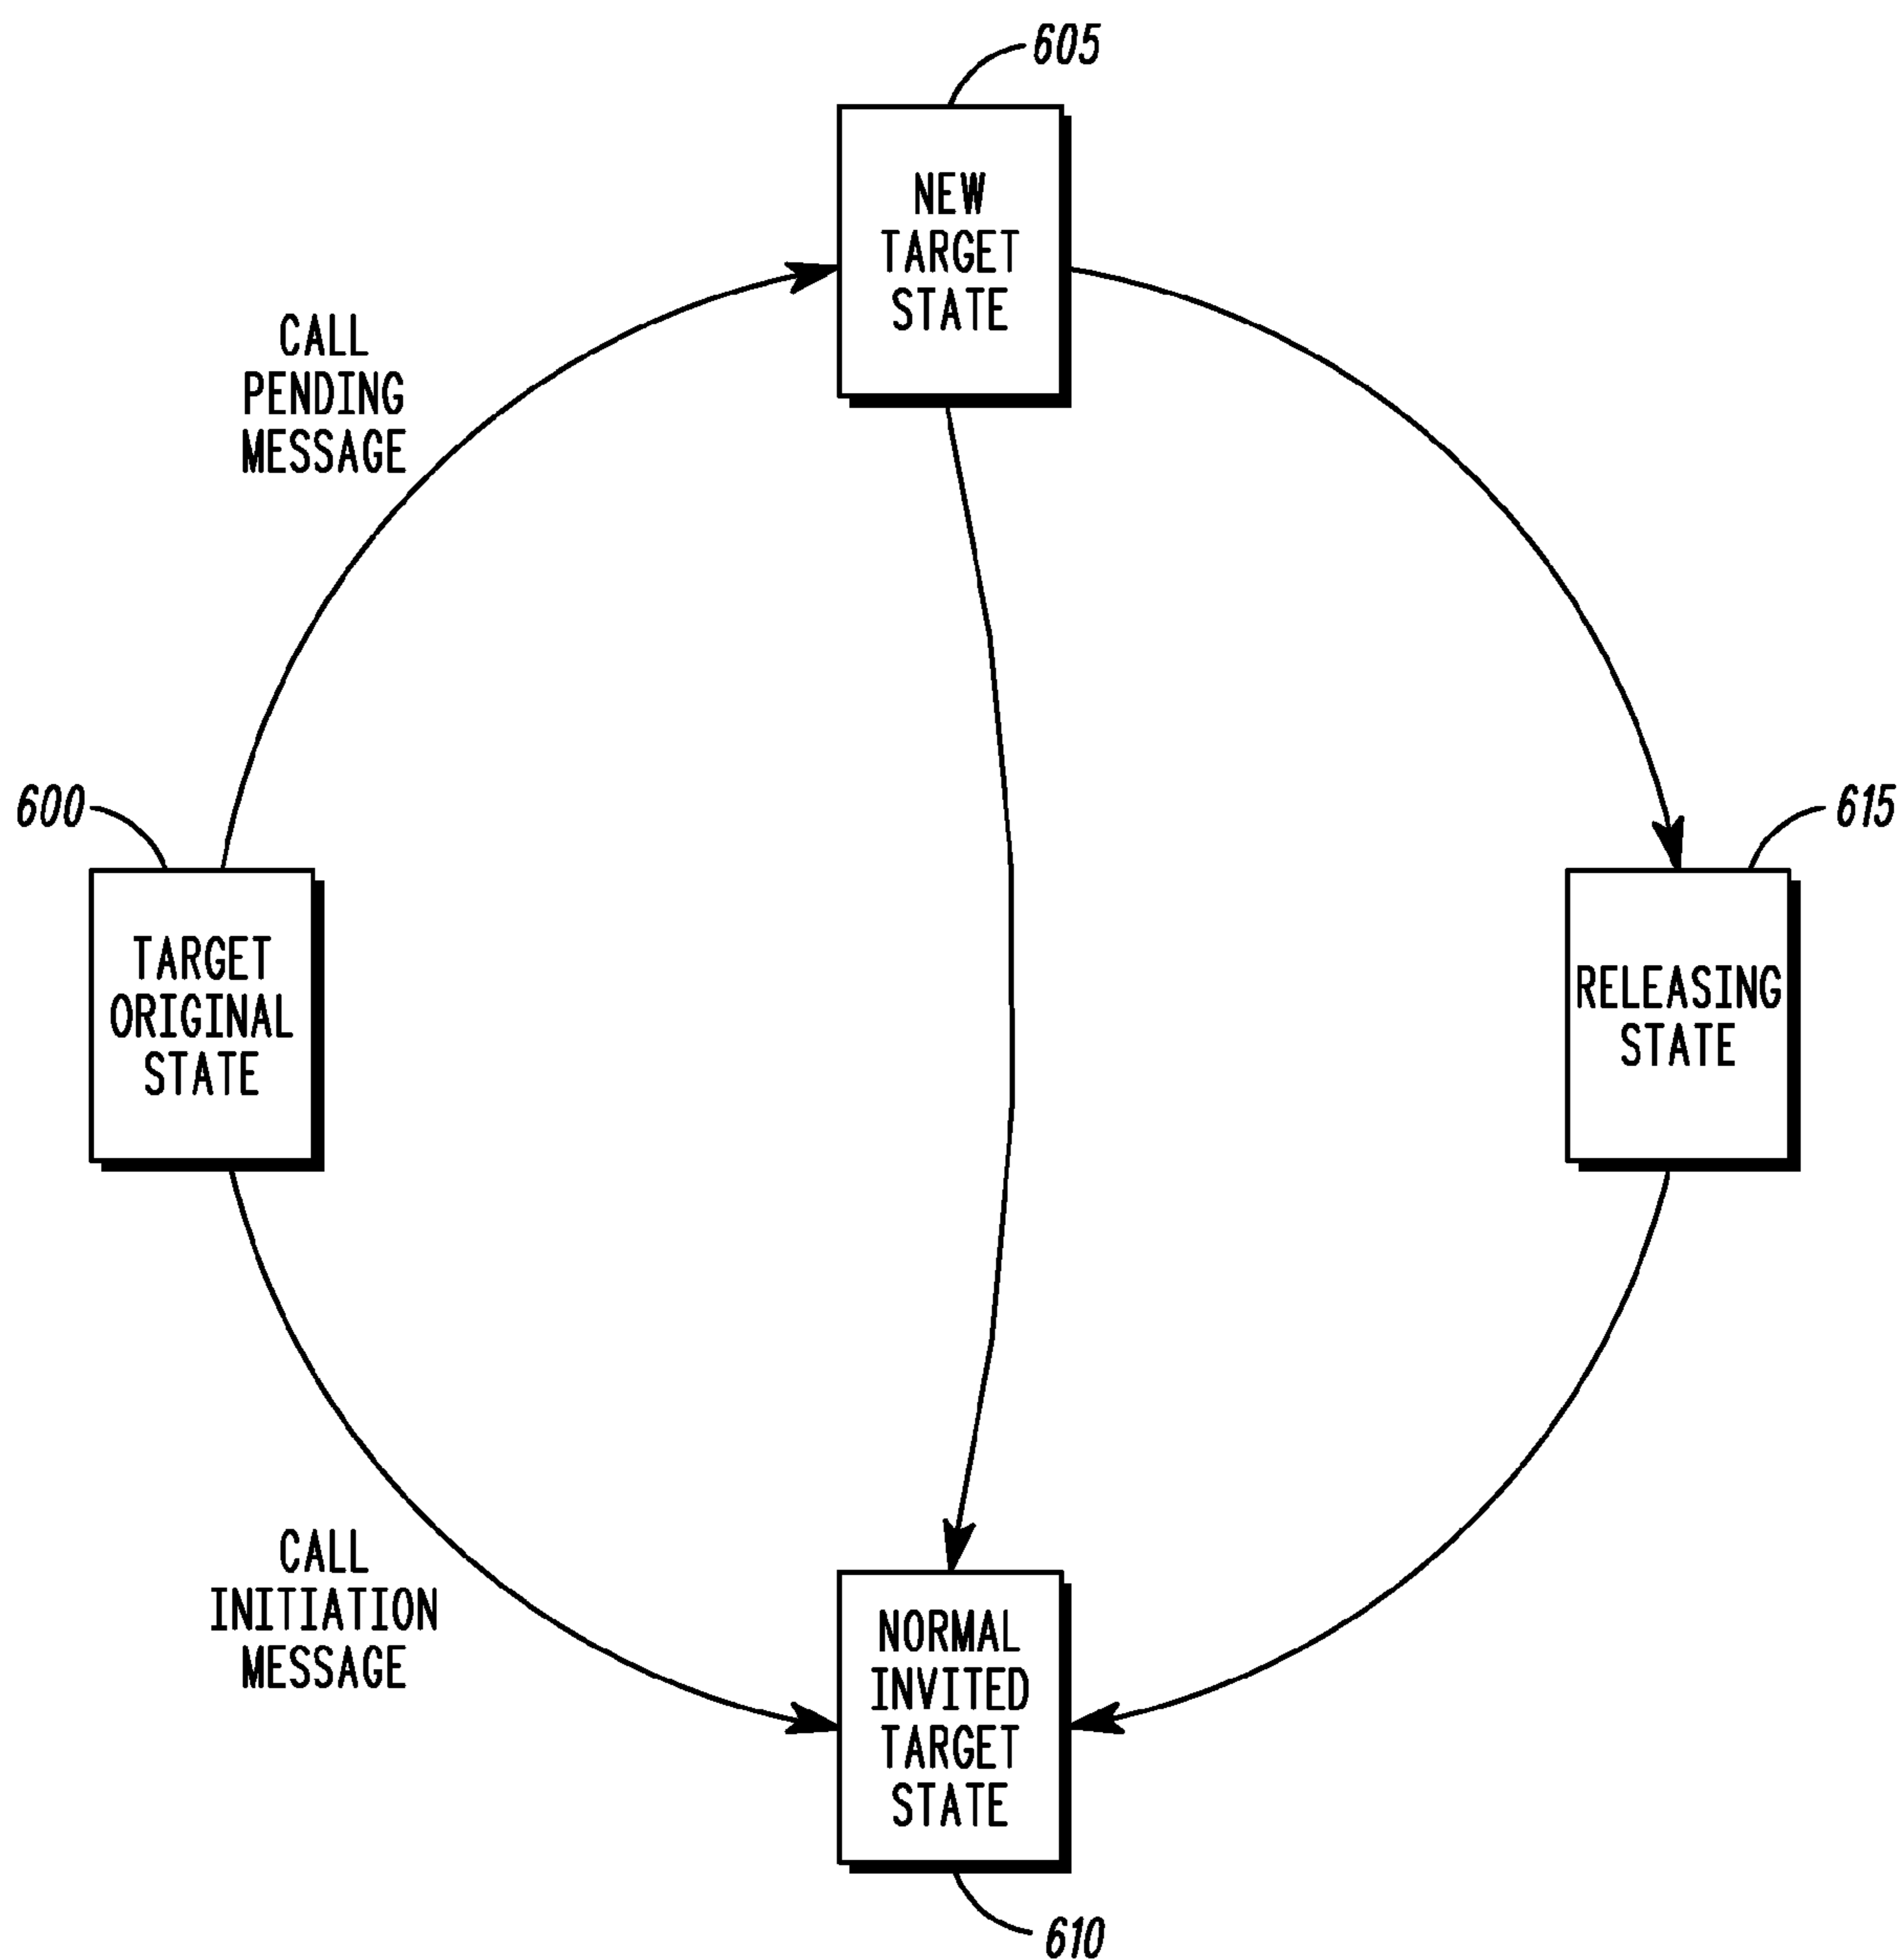 605
NEW
TARGET
STATE
CALL
PENDING
MESSAGE
600
615
TARGET
ORIGINAL
STATE
RELEASING
STATE
CALL
INITIATION
MESSAGE
NORMAL
INVITED
TARGET
STATE
610